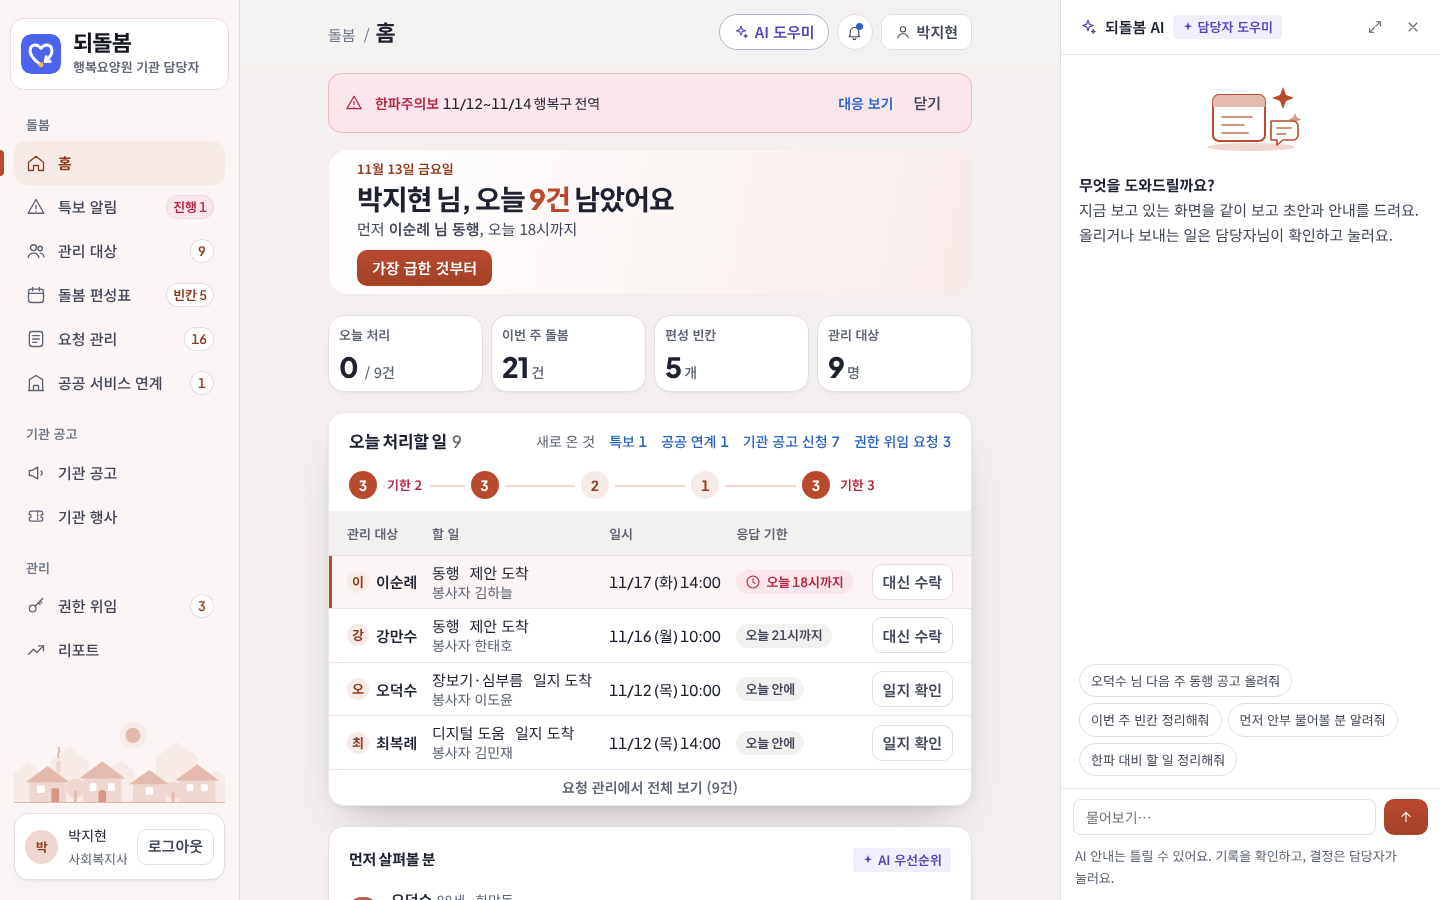 되돌봄
행복요양원 기관 담당자
돌봄
홈
특보 알림 진행 1
관리 대상 9
돌봄 편성표 빈칸 5
요청 관리 16
공공 서비스 연계 1
기관 공고
기관 공고
기관 행사
관리
권한 위임 3
리포트
박 박지현
사회복지사
로그아웃
돌봄 / 홈
AI 도우미
박지현
한파주의보 11/12~11/14 행복구 전역
대응 보기 닫기
11월 13일 금요일
박지현 님, 오늘 9건 남았어요
먼저 이순례 님 동행, 오늘 18시까지
가장 급한 것부터
오늘 처리
0 / 9건
이번 주 돌봄
21 건
편성 빈칸
5 개
관리 대상
9 명
오늘 처리할 일 9
새로 온 것 특보 1 공공 연계 1 기관 공고 신청 7 권한 위임 요청 3
3 · 기한 2 3 2 1 3 기한 3
관리 대상 할 일 일시 응답 기한
이 이순례 동행 제안 도착 11/17 (화) 14:00 오늘 18시까지 대신 수락
봉사자 김하늘
강 강만수 동행 제안 도착 11/16 (월) 10:00 오늘 21시까지 대신 수락
봉사자 한태호
오 오덕수 장보기·심부름 일지 도착 11/12 (목) 10:00 오늘 안에 일지 확인
봉사자 이도윤
최 최복례 디지털 도움 일지 도착 11/12 (목) 14:00 오늘 안에 일지 확인
봉사자 김민재
요청 관리에서 전체 보기 (9건)
먼저 살펴볼 분
AI 우선순위
되돌봄 AI 담당자 도우미
무엇을 도와드릴까요?
지금 보고 있는 화면을 같이 보고 초안과 안내를 드려요.
올리거나 보내는 일은 담당자님이 확인하고 눌러요.
오덕수 님 다음 주 동행 공고 올려줘
이번 주 빈칸 정리해줘 먼저 안부 물어볼 분 알려줘
한파 대비 할 일 정리해줘
물어보기…
AI 안내는 틀릴 수 있어요. 기록을 확인하고, 결정은 담당자가
눌러요.